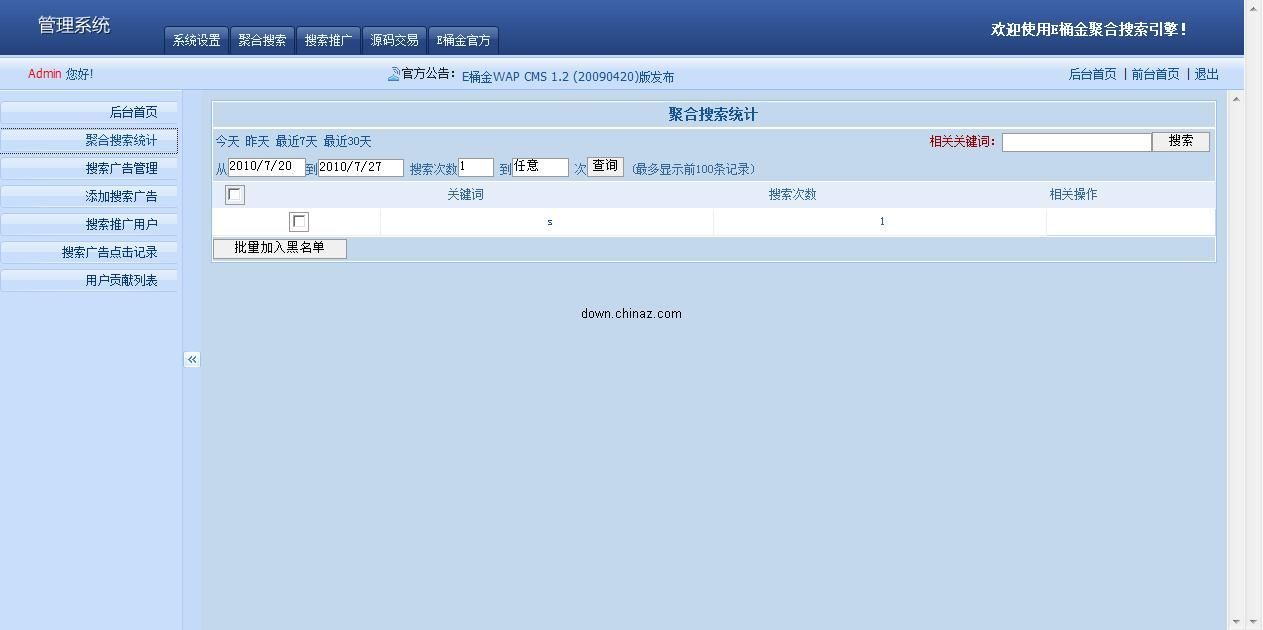 管理系统
系统设置 聚合搜索 搜索推广 源码交易 E桶金官方
欢迎使用E桶金聚合搜索引擎!
Admin 您好!
官方公告: E桶金WAP CMS 1.2 (20090420)版发布
后台首页 | 前台首页 | 退出
后台首页
聚合搜索统计
搜索广告管理
添加搜索广告
搜索推广用户
搜索广告点击记录
用户贡献列表
«
聚合搜索统计
今天 昨天 最近7天 最近30天
相关关键词: 搜索
从 2010/7/20 到 2010/7/27 搜索次数 1 到 任意 次 查询 (最多显示前100条记录)
关键词 搜索次数 相关操作
s 1
批量加入黑名单
down.chinaz.com